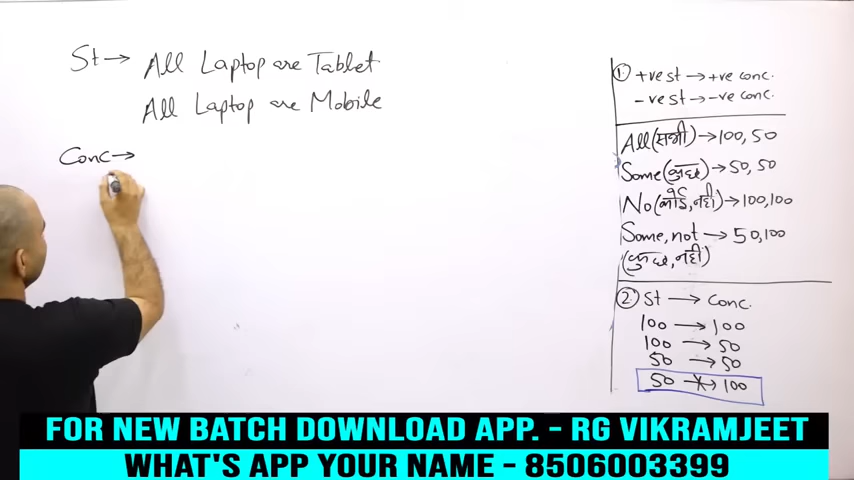 St → All Laptop are Tablet
All Laptop are Mobile
Conc →
1. +ve st → +ve conc.
-ve st → -ve conc.
All (सभी) → 100, 50
Some (कुछ) → 50, 50
No (कोई, नहीं) → 100, 100
Some, not → 50, 100
(कुछ, नहीं)
2. St → Conc.
100 → 100
100 → 50
50 → 50
50 ↛ 100
FOR NEW BATCH DOWNLOAD APP. - RG VIKRAMJEET
WHAT'S APP YOUR NAME - 8506003399